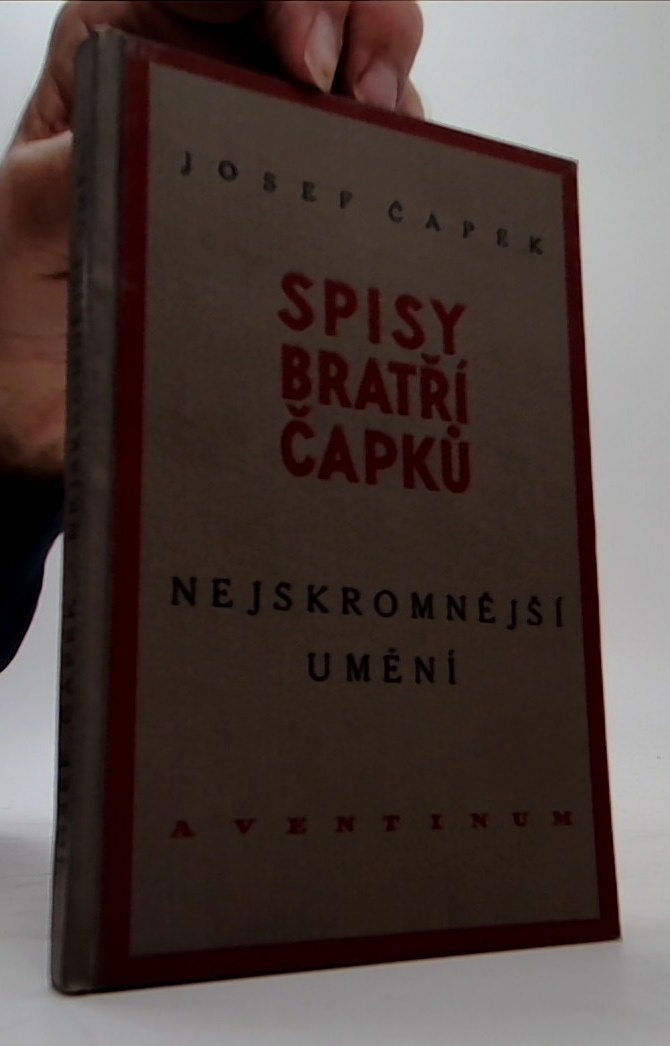 JOSEF ČAPEK
SPISY
BRATŘÍ
ČAPKŮ
NEJSKROMNĚJŠÍ
UMĚNÍ
AVENTINUM